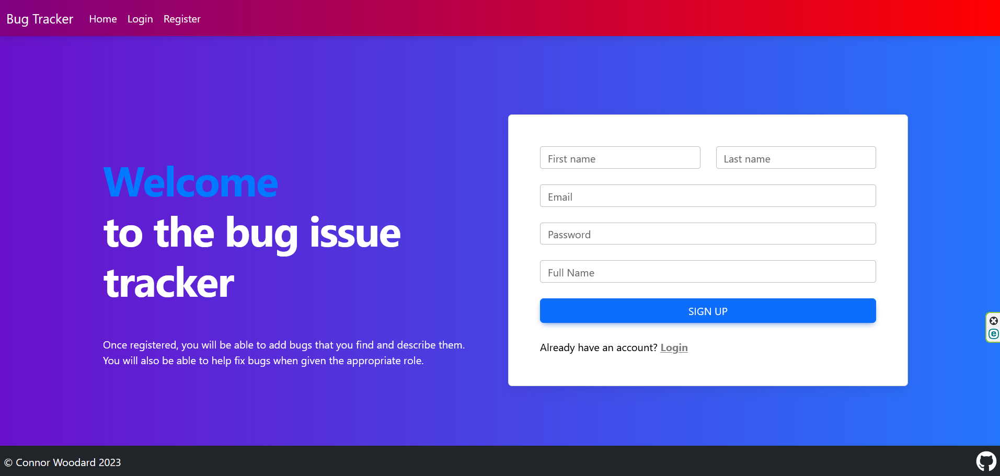 Bug Tracker Home Login Register
Welcome
to the bug issue
tracker
Once registered, you will be able to add bugs that you find and describe them.
You will also be able to help fix bugs when given the appropriate role.
First name Last name
Email
Password
Full Name
SIGN UP
Already have an account? Login
e
© Connor Woodard 2023